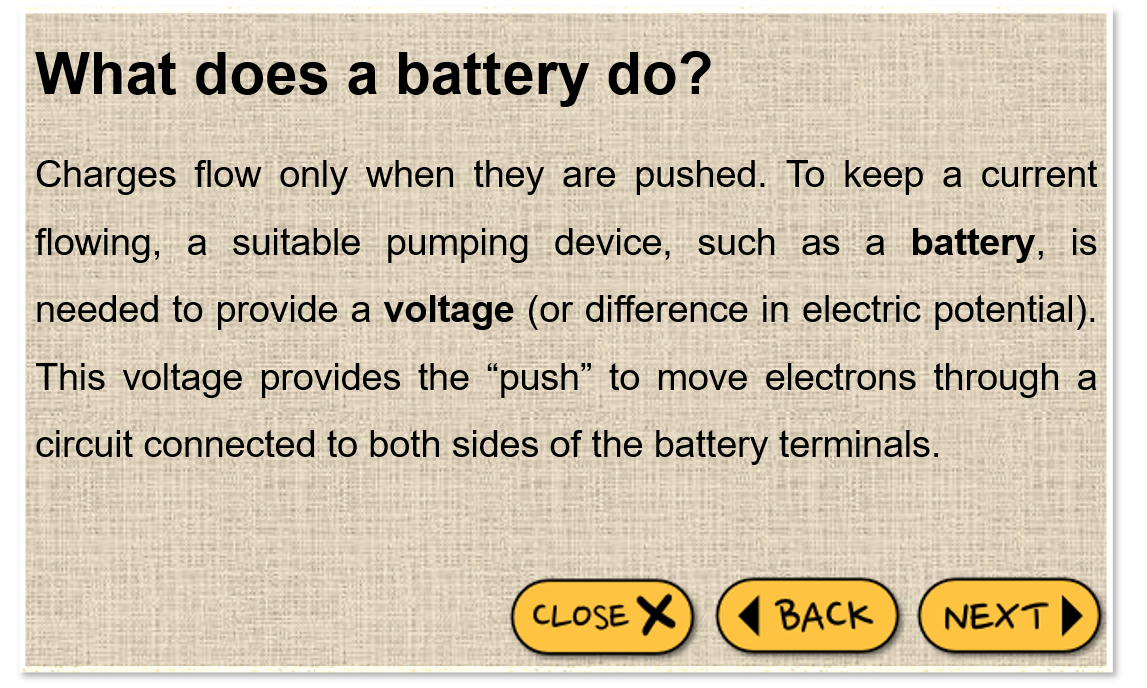 What does a battery do?
Charges flow only when they are pushed. To keep a current
flowing, a suitable pumping device, such as a battery, is
needed to provide a voltage (or difference in electric potential).
This voltage provides the “push” to move electrons through a
circuit connected to both sides of the battery terminals.
CLOSE BACK NEXT